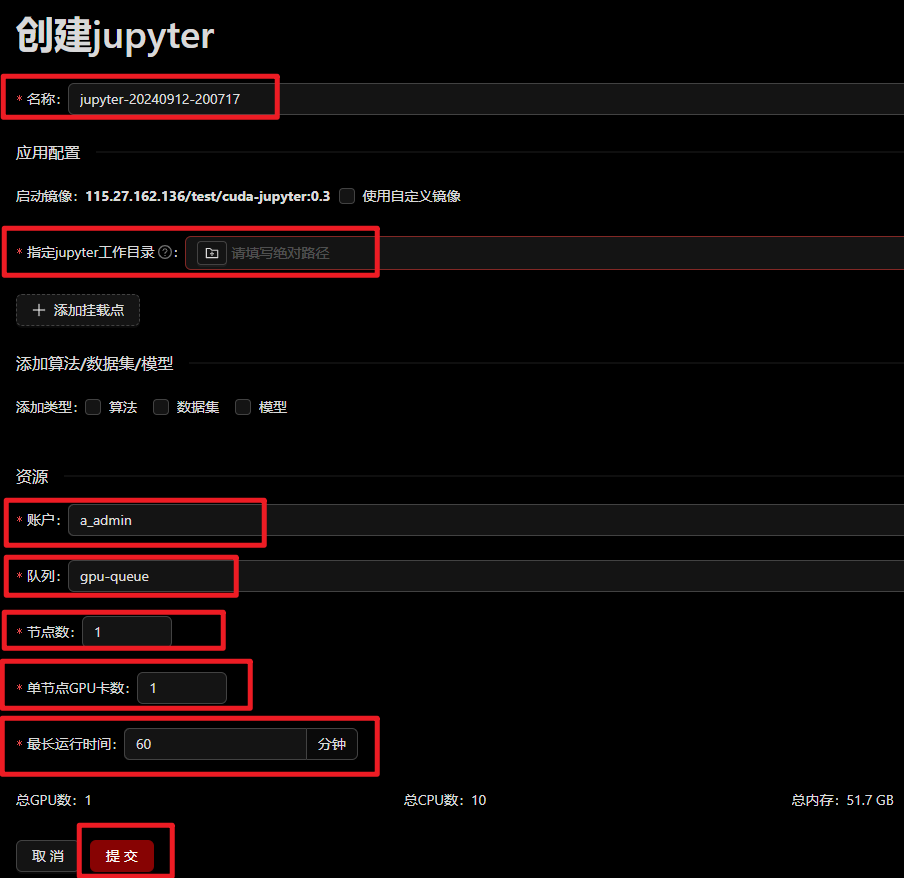 创建jupyter
* 名称: jupyter-20240912-200717
应用配置
启动镜像: 115.27.162.136/test/cuda-jupyter:0.3 使用自定义镜像
* 指定jupyter工作目录 ? : 请填写绝对路径
+ 添加挂载点
添加算法/数据集/模型
添加类型: 算法 数据集 模型
资源
* 账户: a_admin
* 队列: gpu-queue
* 节点数: 1
* 单节点GPU卡数: 1
* 最长运行时间: 60 分钟
总GPU数: 1 总CPU数: 10 总内存: 51.7 GB
取 消 提 交